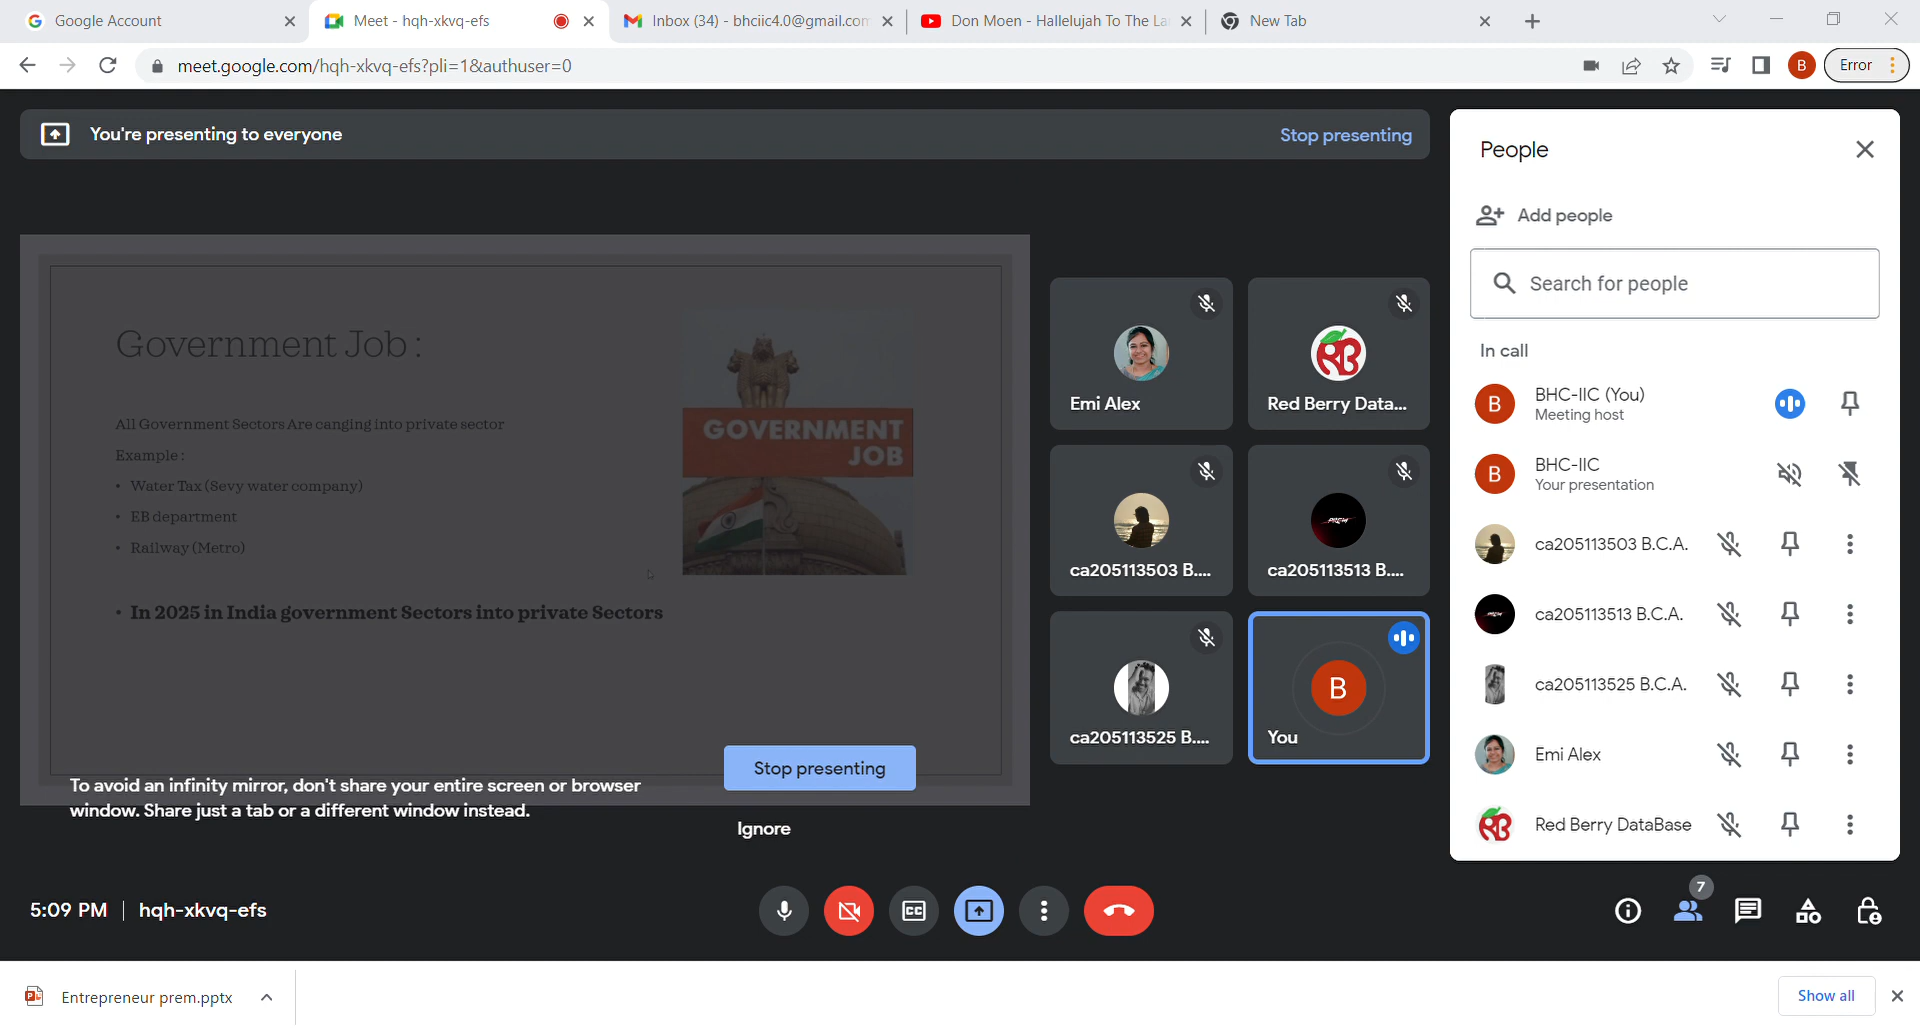 Google Account
Meet - hqh-xkvq-efs
Inbox (34) - bhciic4.0@gmail.com
Don Moen - Hallelujah To The La
New Tab
meet.google.com/hqh-xkvq-efs?pli=1&authuser=0
B
Error
You're presenting to everyone
Stop presenting
Government Job :
All Government Sectors Are canging into private sector
Example :
• Water Tax (Sevy water company)
• EB department
• Railway (Metro)
• In 2025 in India government Sectors into private Sectors
GOVERNMENT
JOB
To avoid an infinity mirror, don't share your entire screen or browser
window. Share just a tab or a different window instead.
Stop presenting
Ignore
Emi Alex
RB
Red Berry Data...
ca205113503 B....
PREM
ca205113513 B....
ca205113525 B....
B
You
People
Add people
Search for people
In call
B
BHC-IIC (You)
Meeting host
B
BHC-IIC
Your presentation
ca205113503 B.C.A.
ca205113513 B.C.A.
ca205113525 B.C.A.
Emi Alex
RB
Red Berry DataBase
5:09 PM | hqh-xkvq-efs
CC
7
Entrepreneur prem.pptx
Show all